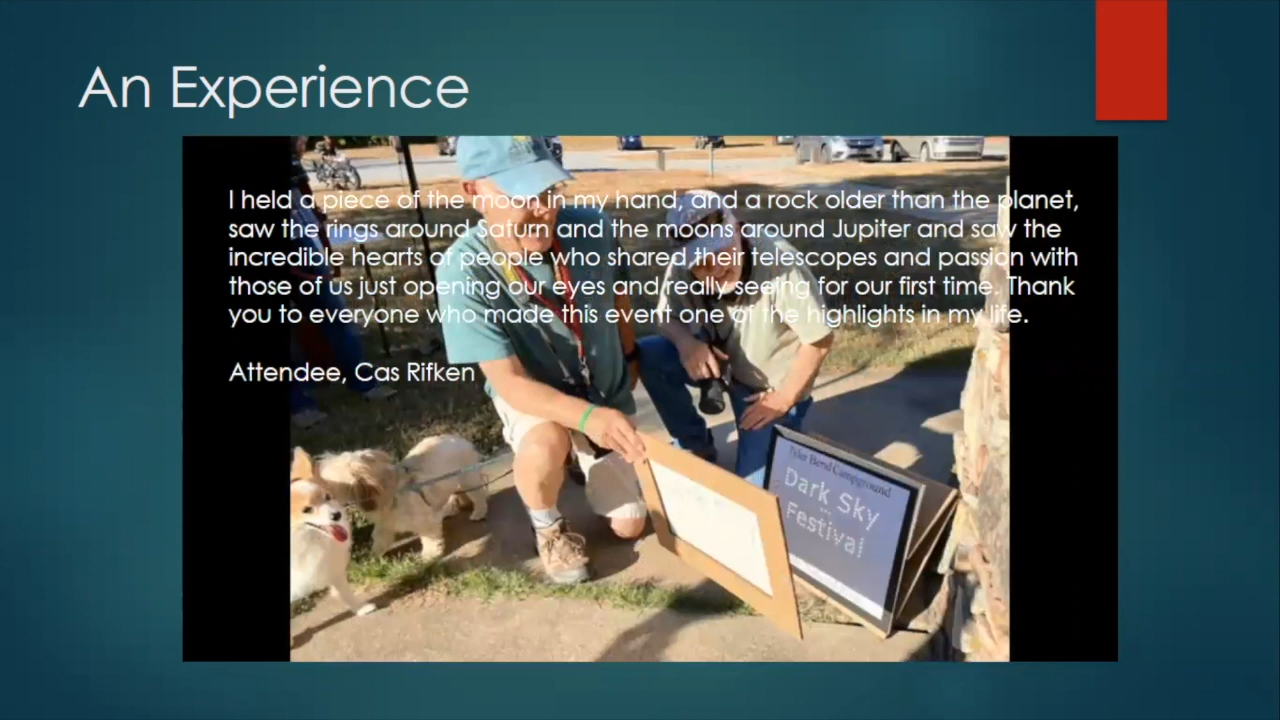 An Experience
I held a piece of the moon in my hand, and a rock older than the planet,
saw the rings around Saturn and the moons around Jupiter and saw the
incredible hearts of people who shared their telescopes and passion with
those of us just opening our eyes and really seeing for our first time. Thank
you to everyone who made this event one of the highlights in my life.
Attendee, Cas Rifken
Tyler Bend Campground
Dark Sky
Festival